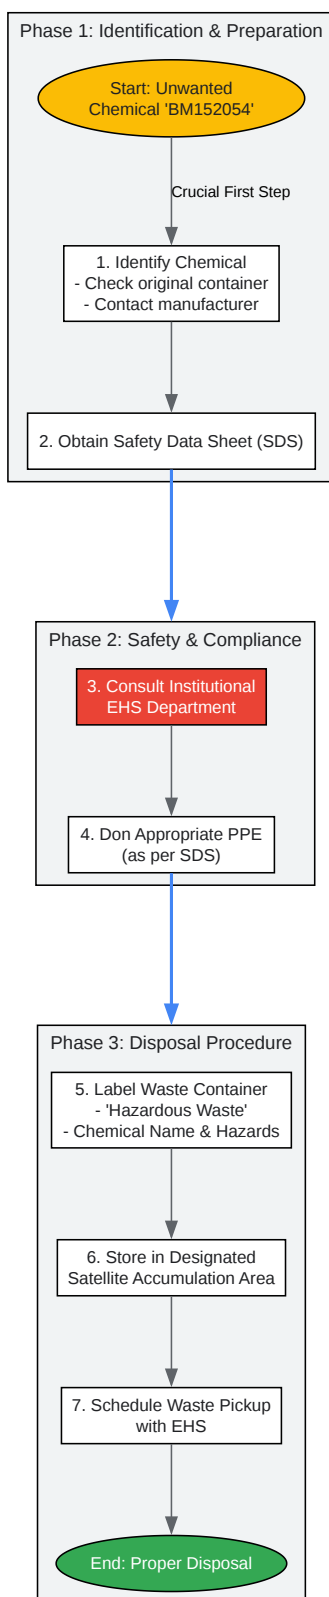 Phase 1: Identification & Preparation
Start: Unwanted
Chemical 'BM152054'
Crucial First Step
1. Identify Chemical
- Check original container
- Contact manufacturer
2. Obtain Safety Data Sheet (SDS)
Phase 2: Safety & Compliance
3. Consult Institutional
EHS Department
4. Don Appropriate PPE
(as per SDS)
Phase 3: Disposal Procedure
5. Label Waste Container
- 'Hazardous Waste'
- Chemical Name & Hazards
6. Store in Designated
Satellite Accumulation Area
7. Schedule Waste Pickup
with EHS
End: Proper Disposal